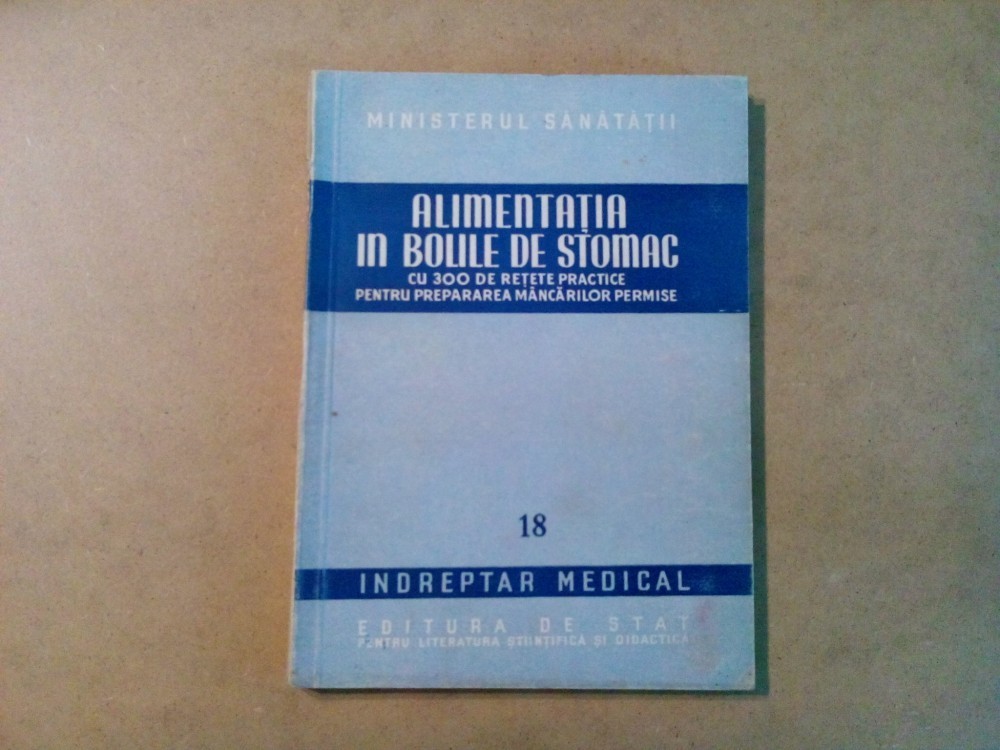 MINISTERUL SĂNĂTĂȚII
ALIMENTAȚIA
IN BOLILE DE STOMAC
CU 300 DE REȚETE PRACTICE
PENTRU PREPARAREA MÂNCĂRILOR PERMISE
18
INDREPTAR MEDICAL
EDITURA DE STAT
PENTRU LITERATURA ȘTIINȚIFICĂ ȘI DIDACTICĂ